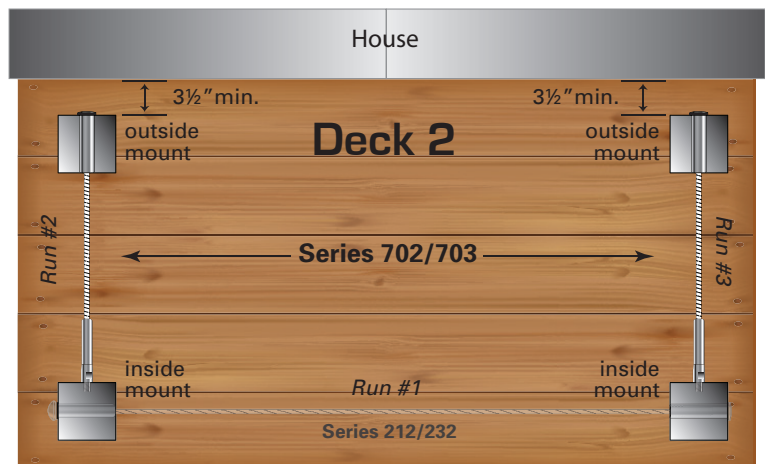 House
3½” min.
3½” min.
outside
mount
Deck 2
outside
mount
Run #2
Series 702/703
Run #3
inside
mount
Run #1
inside
mount
Series 212/232